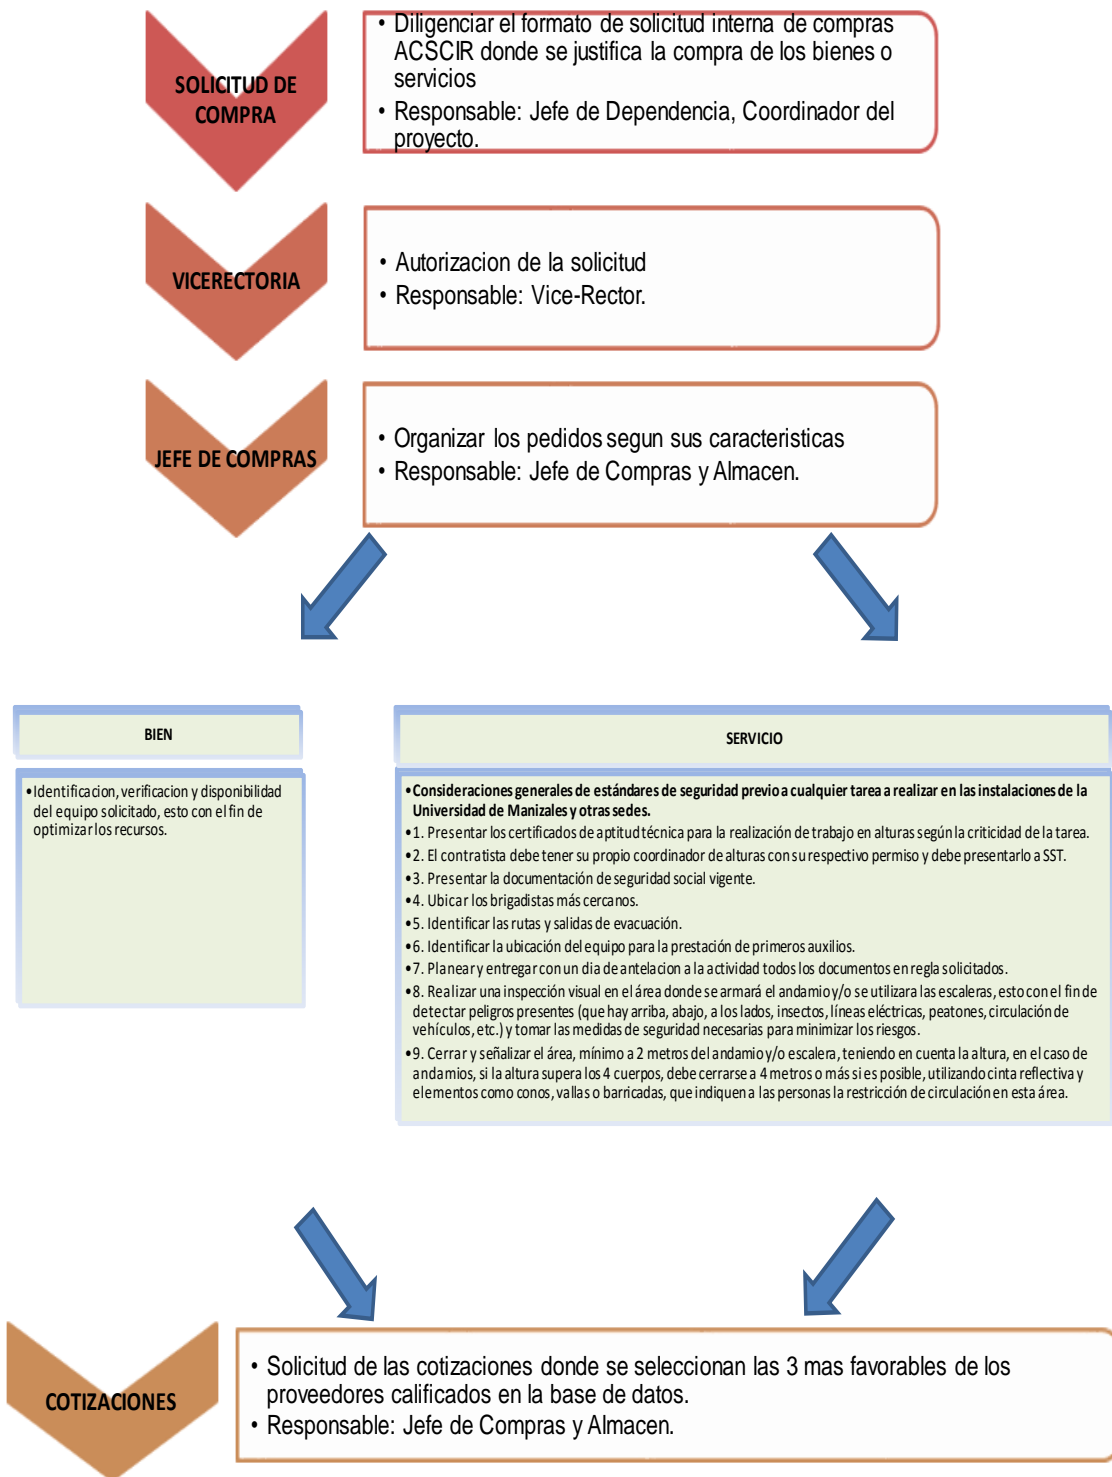 SOLICITUD DE
COMPRA
• Diligenciar el formato de solicitud interna de compras
ACSCIR donde se justifica la compra de los bienes o
servicios
• Responsable: Jefe de Dependencia, Coordinador del
proyecto.
VICERECTORIA
• Autorizacion de la solicitud
• Responsable: Vice-Rector.
JEFE DE COMPRAS
• Organizar los pedidos segun sus caracteristicas
• Responsable: Jefe de Compras y Almacen.
BIEN
•Identificacion, verificacion y disponibilidad
del equipo solicitado, esto con el fin de
optimizar los recursos.
SERVICIO
•Consideraciones generales de estándares de seguridad previo a cualquier tarea a realizar en las instalaciones de la
Universidad de Manizales y otras sedes.
•1. Presentar los certificados de aptitud técnica para la realización de trabajo en alturas según la criticidad de la tarea.
•2. El contratista debe tener su propio coordinador de alturas con su respectivo permiso y debe presentarlo a SST.
•3. Presentar la documentación de seguridad social vigente.
•4. Ubicar los brigadistas más cercanos.
•5. Identificar las rutas y salidas de evacuación.
•6. Identificar la ubicación del equipo para la prestación de primeros auxilios.
•7. Planear y entregar con un dia de antelacion a la actividad todos los documentos en regla solicitados.
•8. Realizar una inspección visual en el área donde se armará el andamio y/o se utilizara las escaleras, esto con el fin de
detectar peligros presentes (que hay arriba, abajo, a los lados, insectos, líneas eléctricas, peatones, circulación de
vehículos, etc.) y tomar las medidas de seguridad necesarias para minimizar los riesgos.
•9. Cerrar y señalizar el área, mínimo a 2 metros del andamio y/o escalera, teniendo en cuenta la altura, en el caso de
andamios, si la altura supera los 4 cuerpos, debe cerrarse a 4 metros o más si es posible, utilizando cinta reflectiva y
elementos como conos, vallas o barricadas, que indiquen a las personas la restricción de circulación en esta área.
COTIZACIONES
• Solicitud de las cotizaciones donde se seleccionan las 3 mas favorables de los
proveedores calificados en la base de datos.
• Responsable: Jefe de Compras y Almacen.